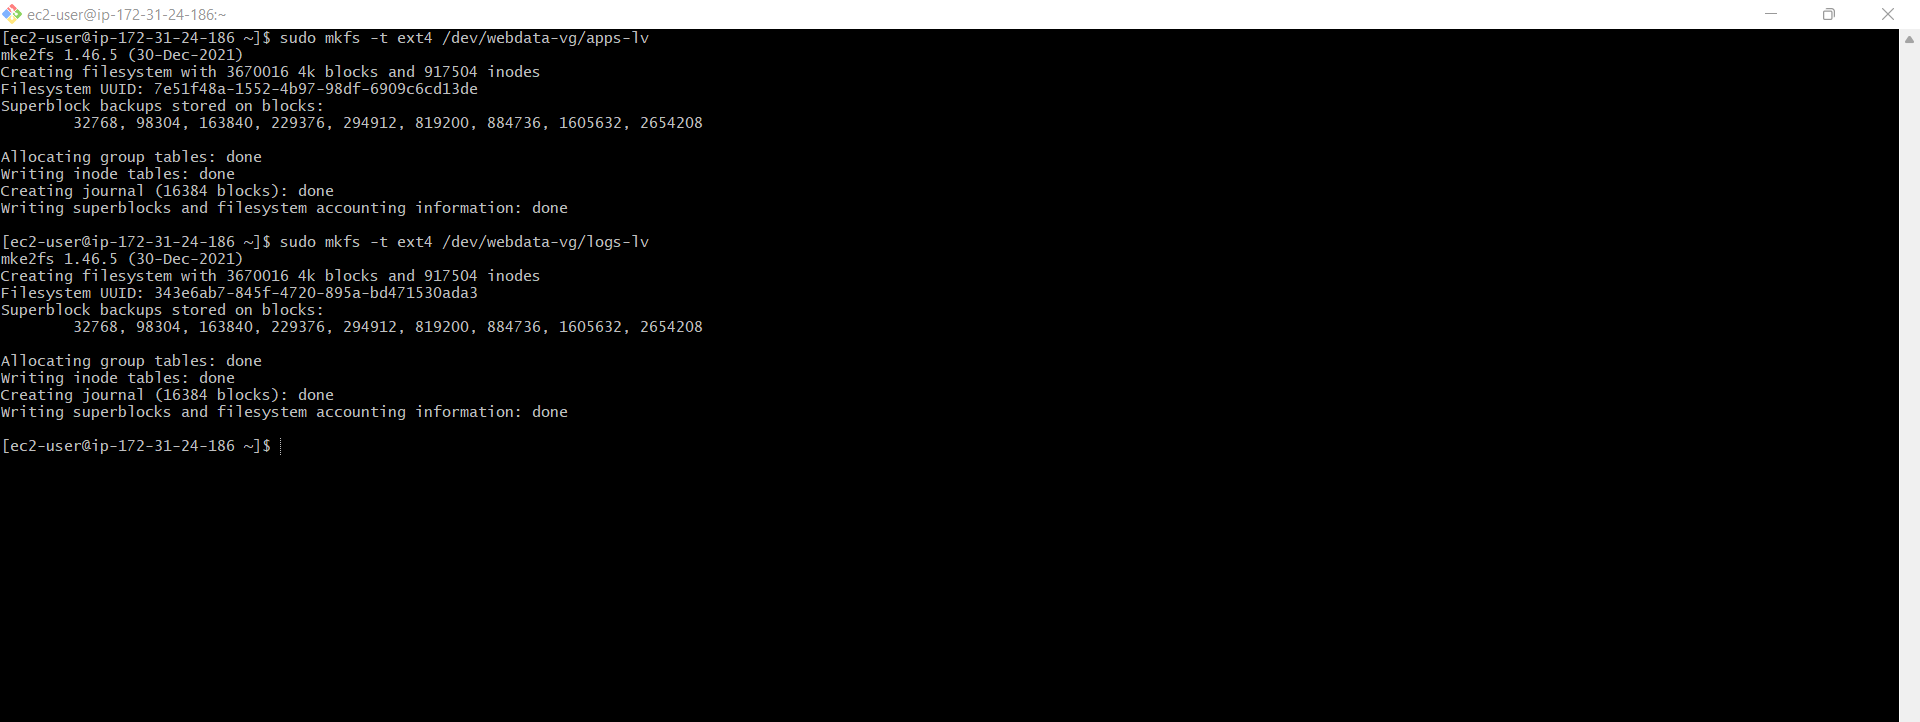 ec2-user@ip-172-31-24-186:~
[ec2-user@ip-172-31-24-186 ~]$ sudo mkfs -t ext4 /dev/webdata-vg/apps-lv
mke2fs 1.46.5 (30-Dec-2021)
Creating filesystem with 3670016 4k blocks and 917504 inodes
Filesystem UUID: 7e51f48a-1552-4b97-98df-6909c6cd13de
Superblock backups stored on blocks:
        32768, 98304, 163840, 229376, 294912, 819200, 884736, 1605632, 2654208
Allocating group tables: done
Writing inode tables: done
Creating journal (16384 blocks): done
Writing superblocks and filesystem accounting information: done
[ec2-user@ip-172-31-24-186 ~]$ sudo mkfs -t ext4 /dev/webdata-vg/logs-lv
mke2fs 1.46.5 (30-Dec-2021)
Creating filesystem with 3670016 4k blocks and 917504 inodes
Filesystem UUID: 343e6ab7-845f-4720-895a-bd471530ada3
Superblock backups stored on blocks:
        32768, 98304, 163840, 229376, 294912, 819200, 884736, 1605632, 2654208
Allocating group tables: done
Writing inode tables: done
Creating journal (16384 blocks): done
Writing superblocks and filesystem accounting information: done
[ec2-user@ip-172-31-24-186 ~]$